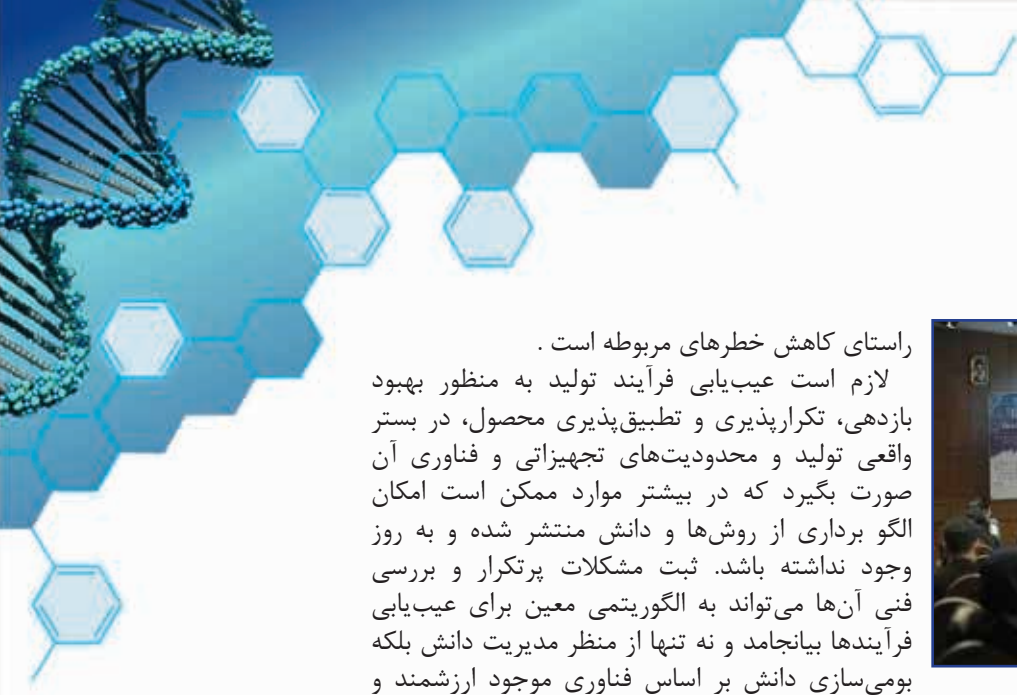 راستای کاهش خطرهای مربوطه است .
لازم است عیب‌یابی فرآیند تولید به منظور بهبود
بازدهی، تکرارپذیری و تطبیق‌پذیری محصول، در بستر
واقعی تولید و محدودیت‌های تجهیزاتی و فناوری آن
صورت بگیرد که در بیشتر موارد ممکن است امکان
الگو برداری از روش‌ها و دانش منتشر شده و به روز
وجود نداشته باشد. ثبت مشکلات پرتکرار و بررسی
فنی آن‌ها می‌تواند به الگوریتمی معین برای عیب‌یابی
فرآیندها بیانجامد و نه تنها از منظر مدیریت دانش بلکه
بومی‌سازی دانش بر اساس فناوری موجود ارزشمند و